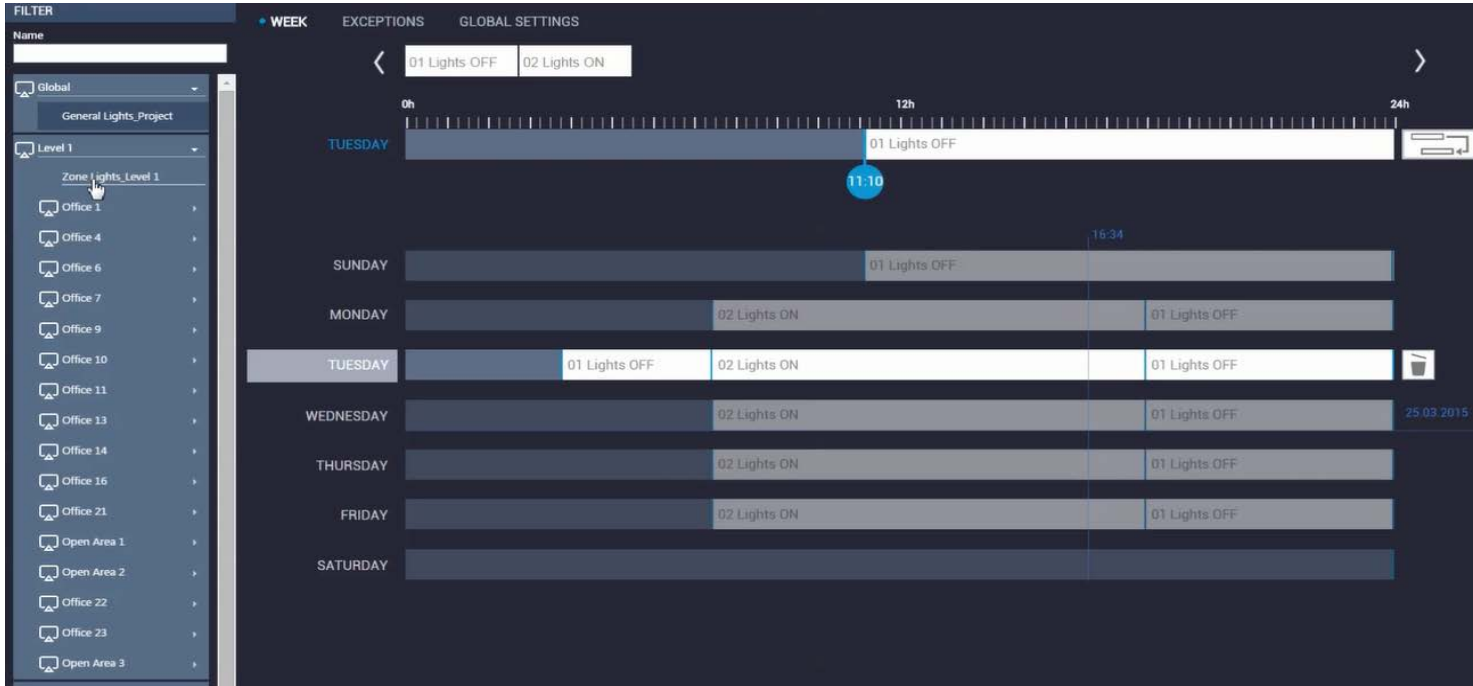 FILTER
Name
Global
General Lights_Project
Level 1
Zone Lights_Level 1
Office 1
Office 4
Office 6
Office 7
Office 9
Office 10
Office 11
Office 13
Office 14
Office 16
Office 21
Open Area 1
Open Area 2
Office 22
Office 23
Open Area 3
WEEK EXCEPTIONS GLOBAL SETTINGS
01 Lights OFF 02 Lights ON
0h 12h 24h
TUESDAY 01 Lights OFF
11:10
16:34
SUNDAY 01 Lights OFF
MONDAY 02 Lights ON 01 Lights OFF
TUESDAY 01 Lights OFF 02 Lights ON 01 Lights OFF
WEDNESDAY 02 Lights ON 01 Lights OFF 25.03.2015
THURSDAY 02 Lights ON 01 Lights OFF
FRIDAY 02 Lights ON 01 Lights OFF
SATURDAY